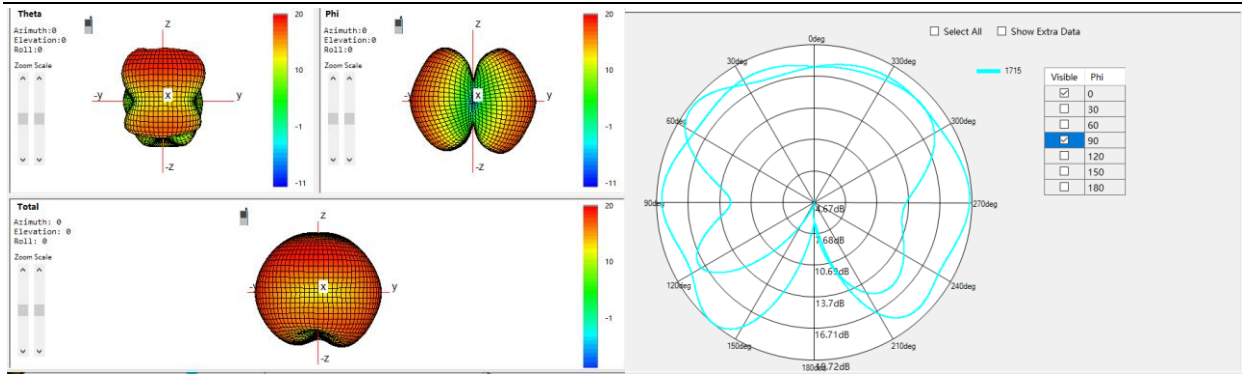 Theta
Azimuth:0
Elevation:0
Roll:0
Zoom Scale
z
-y
x
y
-z
20
10
-1
-11
Phi
Azimuth:0
Elevation:0
Roll:0
Zoom Scale
z
-y
x
y
-z
20
10
-1
-11
Total
Azimuth: 0
Elevation: 0
Roll: 0
Zoom Scale
z
x
y
-z
20
10
-1
Select All
Show Extra Data
1715
0deg
30deg
330deg
60deg
300deg
90deg
270deg
120deg
240deg
150deg
210deg
4.67dB
7.68dB
10.69dB
13.7dB
16.71dB
Visible Phi
0
30
60
90
120
150
180